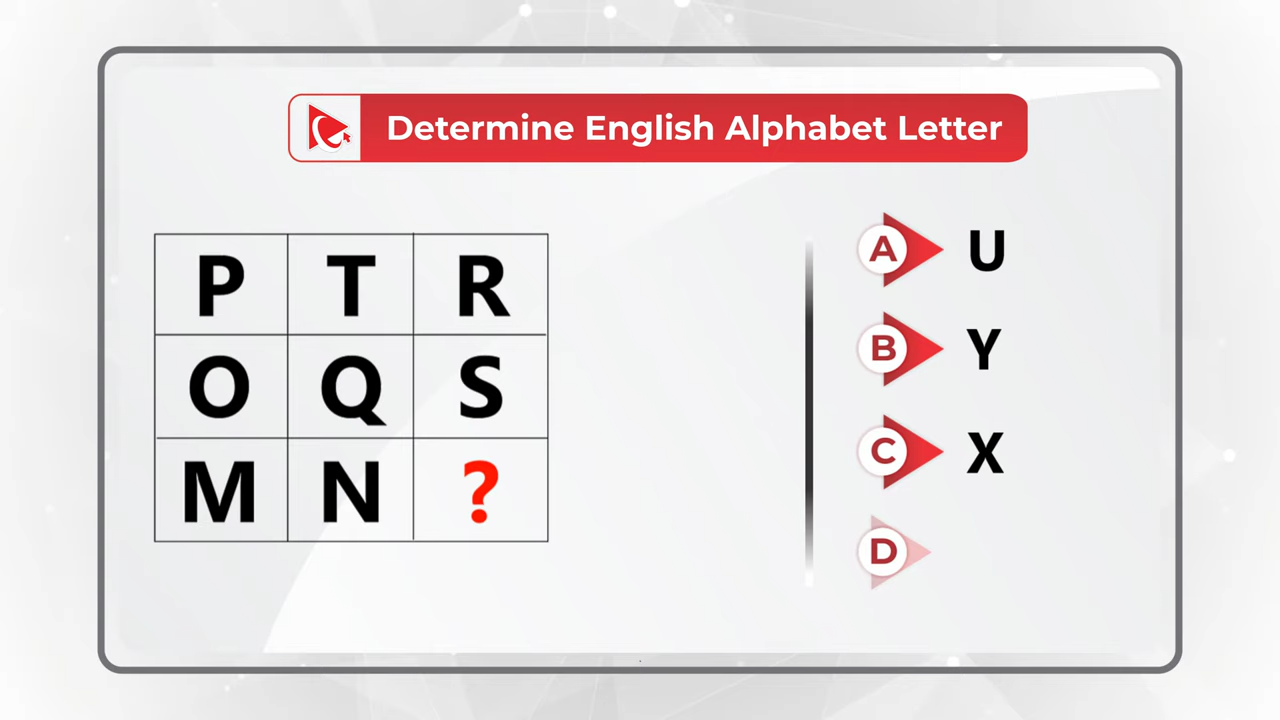 Determine English Alphabet Letter
P T R
O Q S
M N ?
A U
B Y
C X
D